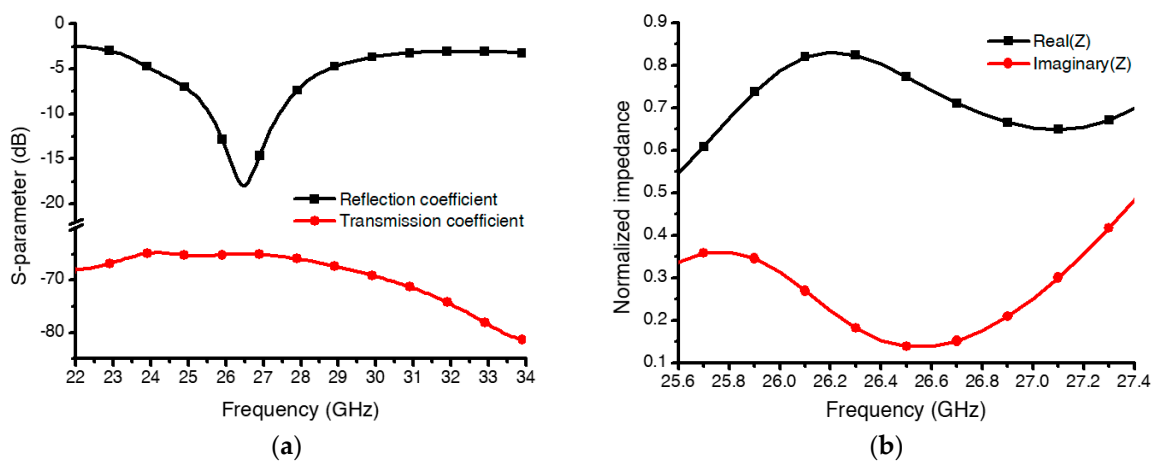 0
-5
-10
-15
-20
-70
-80
S-parameter (dB)
Reflection coefficient
Transmission coefficient
22 23 24 25 26 27 28 29 30 31 32 33 34
Frequency (GHz)
(a)
0.9
0.8
0.7
0.6
0.5
0.4
0.3
0.2
0.1
Normalized impedance
Real(Z)
Imaginary(Z)
25.6 25.8 26.0 26.2 26.4 26.6 26.8 27.0 27.2 27.4
Frequency (GHz)
(b)